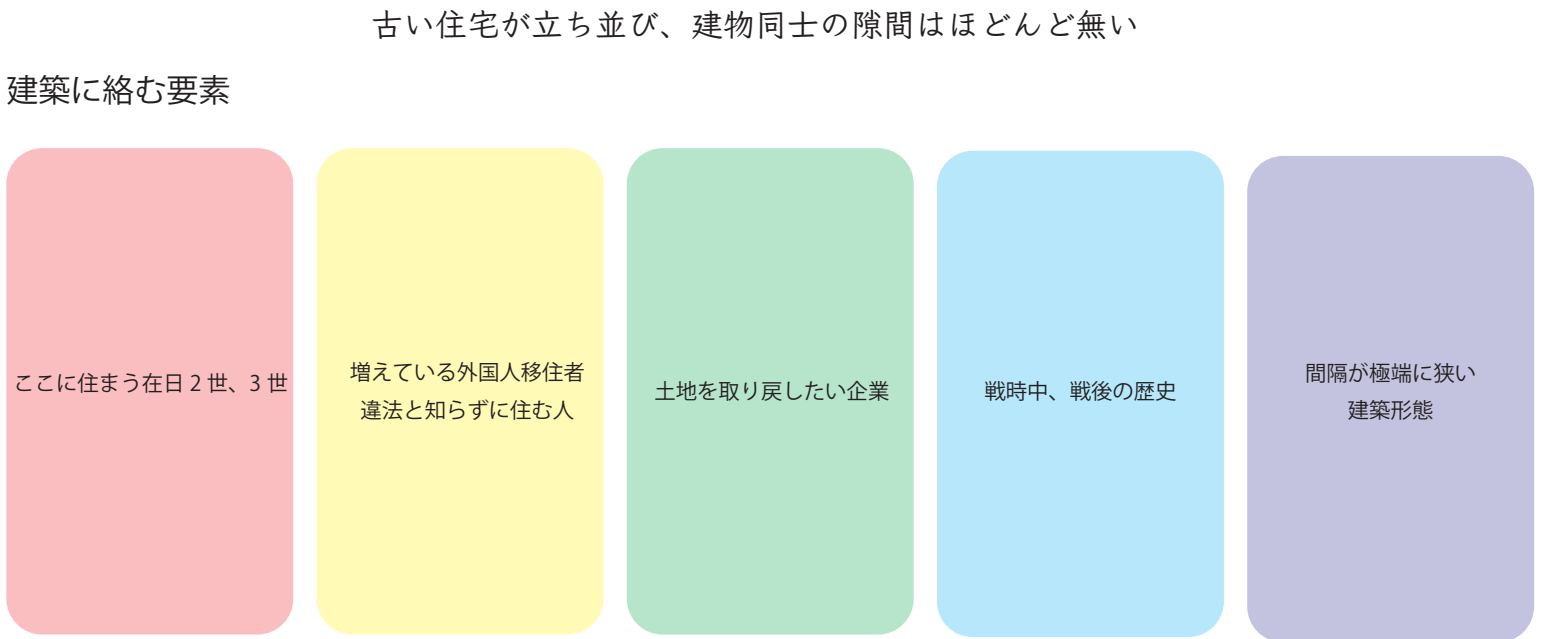 古い住宅が立ち並び、建物同士の隙間はほどんど無い
建築に絡む要素
ここに住まう在日 2 世、3 世
増えている外国人移住者
違法と知らずに住む人
土地を取り戻したい企業
戦時中、戦後の歴史
間隔が極端に狭い
建築形態